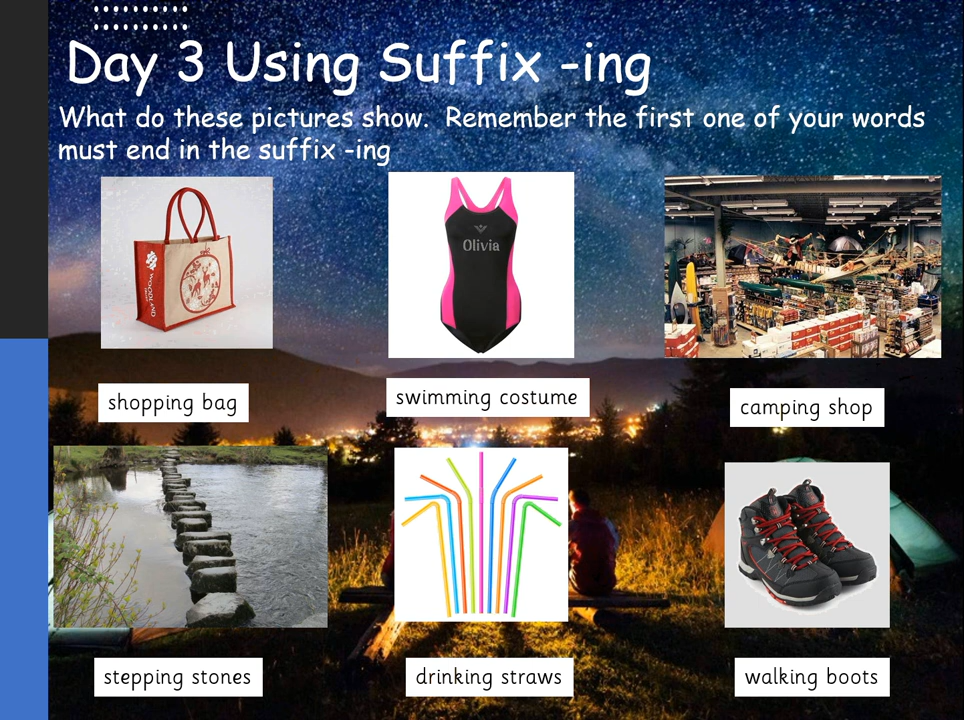 Day 3 Using Suffix -ing
What do these pictures show.  Remember the first one of your words
must end in the suffix -ing
WOODLAND
Olivia
shopping bag
swimming costume
camping shop
stepping stones
drinking straws
walking boots